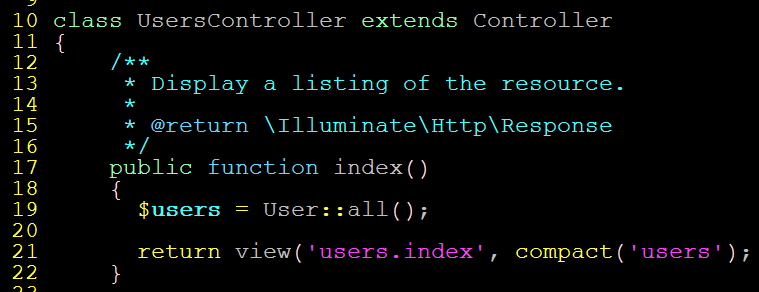 10 class UsersController extends Controller
11 {
12     /**
13      * Display a listing of the resource.
14      *
15      * @return \Illuminate\Http\Response
16      */
17     public function index()
18     {
19       $users = User::all();
20
21       return view('users.index', compact('users');
22     }